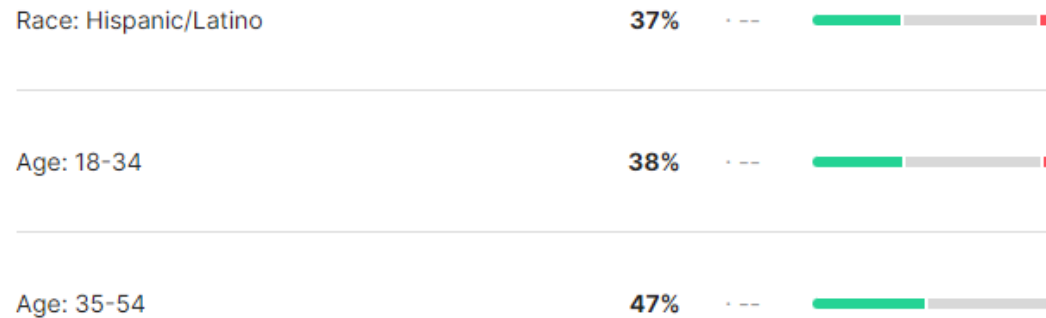 Race: Hispanic/Latino 37% · --
Age: 18-34 38% · --
Age: 35-54 47% · --